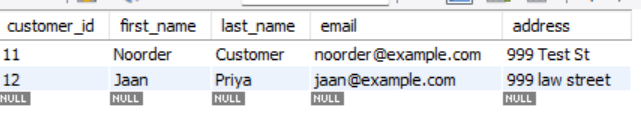 customer_id first_name last_name email address
11 Noorder Customer noorder@example.com 999 Test St
12 Jaan Priya jaan@example.com 999 law street
NULL NULL NULL NULL NULL